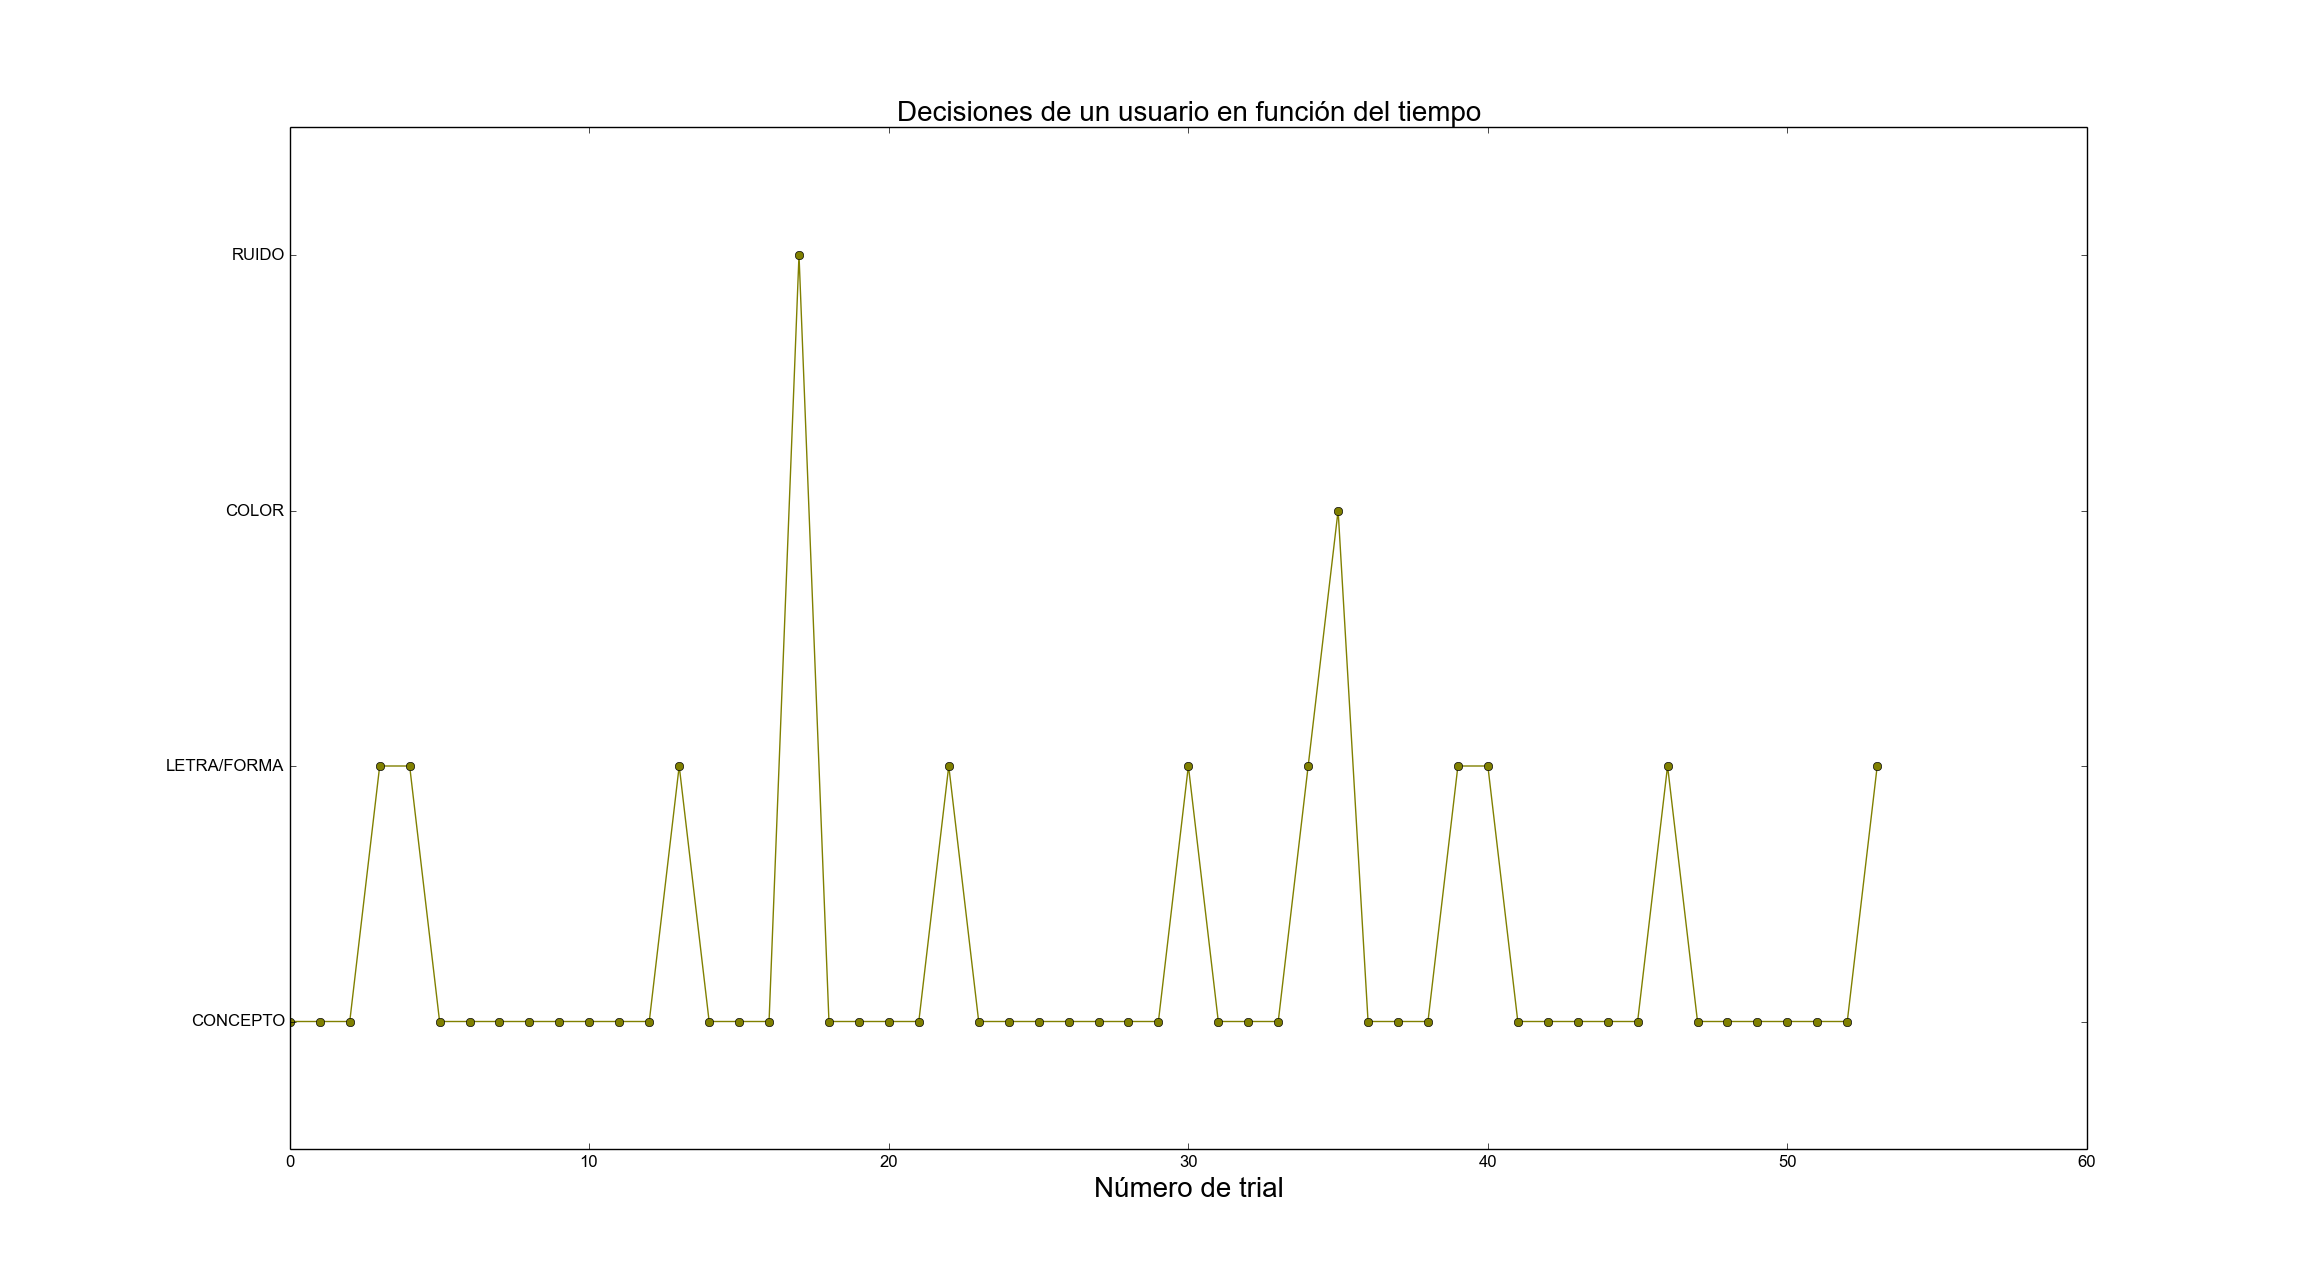 Decisiones de un usuario en función del tiempo
RUIDO
COLOR
LETRA/FORMA
CONCEPTO
0 10 20 30 40 50 60
Número de trial